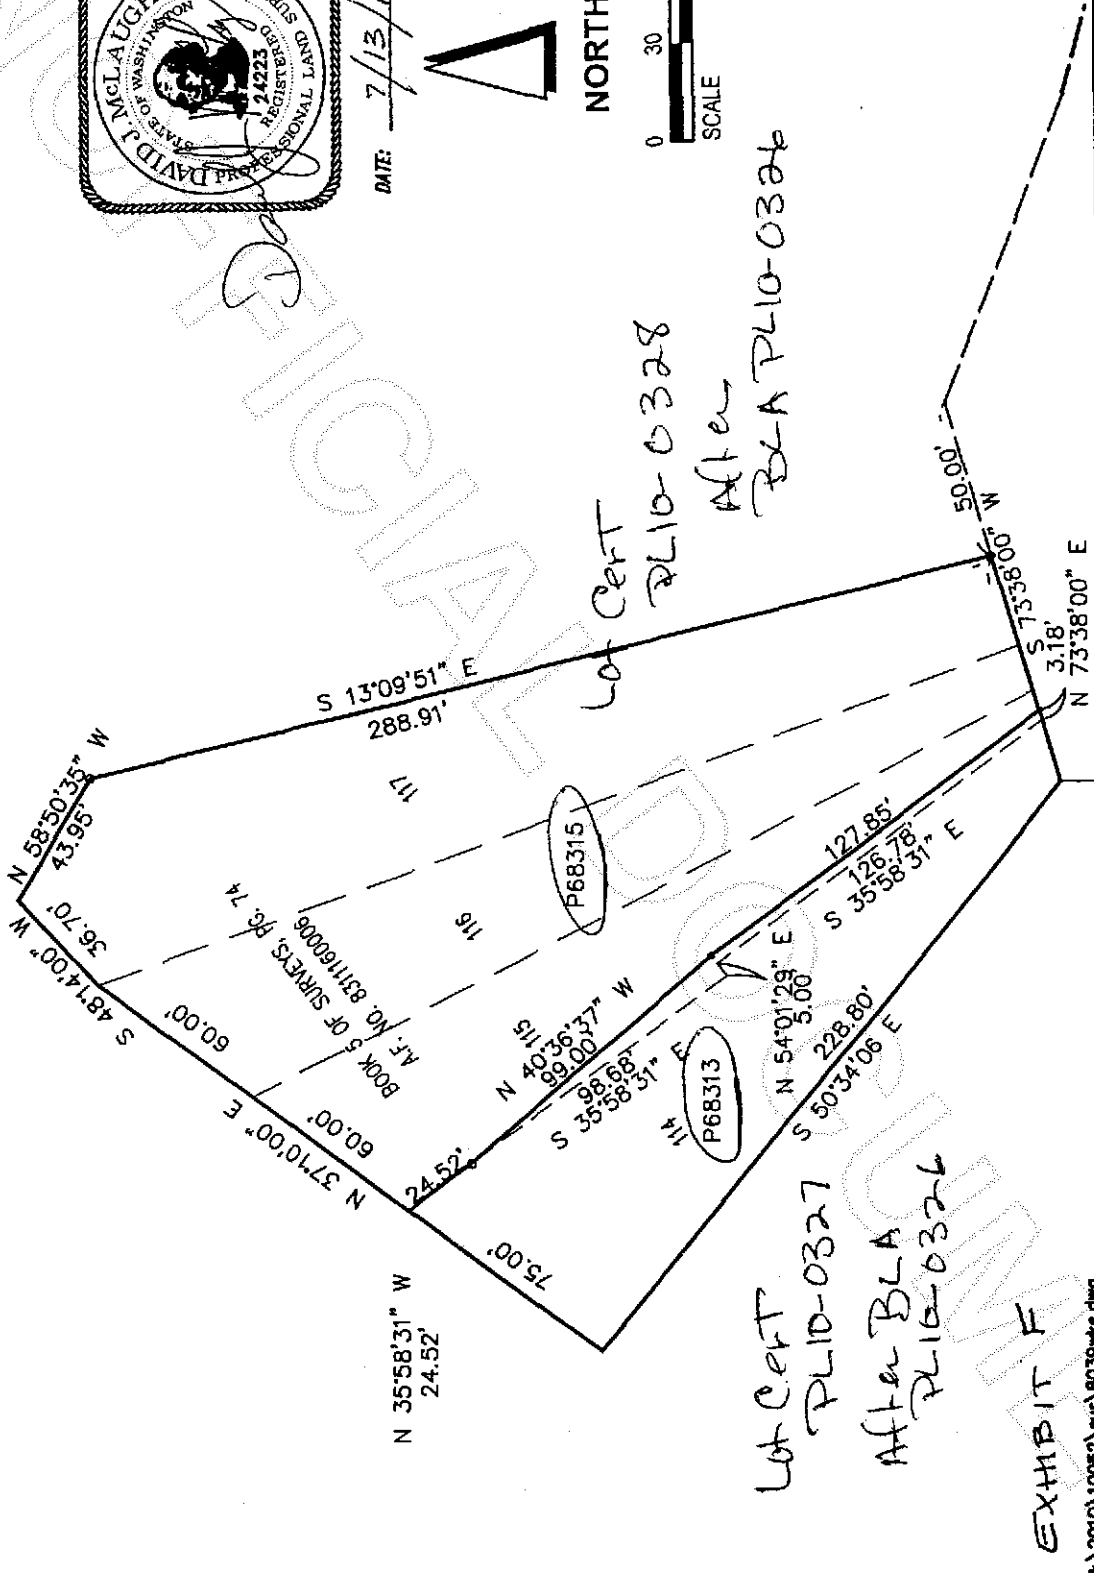 DAVID J. McLAUGH
STATE OF WASHINGTON
24223
REGISTERED
PROFESSIONAL LAND SUR
DATE: 7/13/
NORTH
0 30
SCALE
UNOFFICIAL DOCUMENT
N 58°50'35" W
43.95'
S 48°14'00" W
36.70'
S 13°09'51" E
288.91'
117
60.00'
BOOK 5 OF SURVEYS, PG. 74
A.F. NO. 8311160006
116
P68315
N 37°10'00" E
60.00'
115
N 40°36'37" W
99.00'
98.68'
S 35°58'31" E
24.52'
75.00'
N 35°58'31" W
24.52'
114
P68313
N 54°01'29" E
5.00'
127.85'
126.78'
S 35°58'31" E
228.80'
S 50°34'06 E
50.00'
S 73°38'00" W
3.18'
N 73°38'00" E
Lot Cert
PL10-0328
After
BLA PL10-0326
Lot Cert
PL10-0327
After BLA
PL10-0326
EXHIBIT F